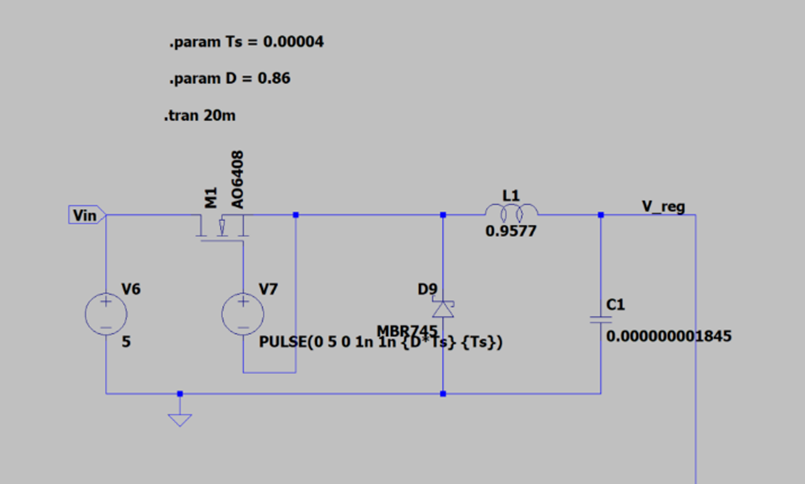 .param Ts = 0.00004
.param D = 0.86
.tran 20m
M1
AO6408
Vin
L1
0.9577
V_reg
V6
5
V7
PULSE(0 5 0 1n 1n {D*Ts} {Ts})
D9
MBR745
C1
0.000000001845